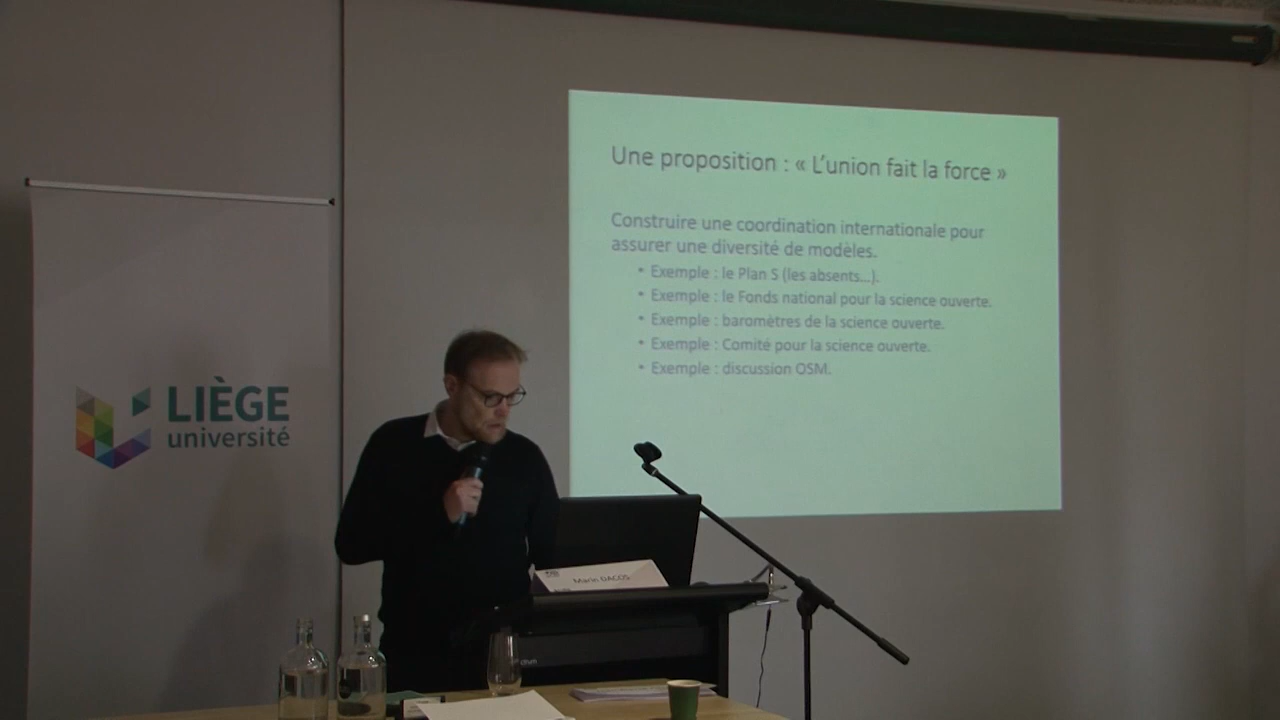 Une proposition : « L’union fait la force »
Construire une coordination internationale pour
assurer une diversité de modèles.
• Exemple : le Plan S (les absents…).
• Exemple : le Fonds national pour la science ouverte.
• Exemple : baromètres de la science ouverte.
• Exemple : Comité pour la science ouverte.
• Exemple : discussion OSM.
LIÈGE
université
Marin DACOS